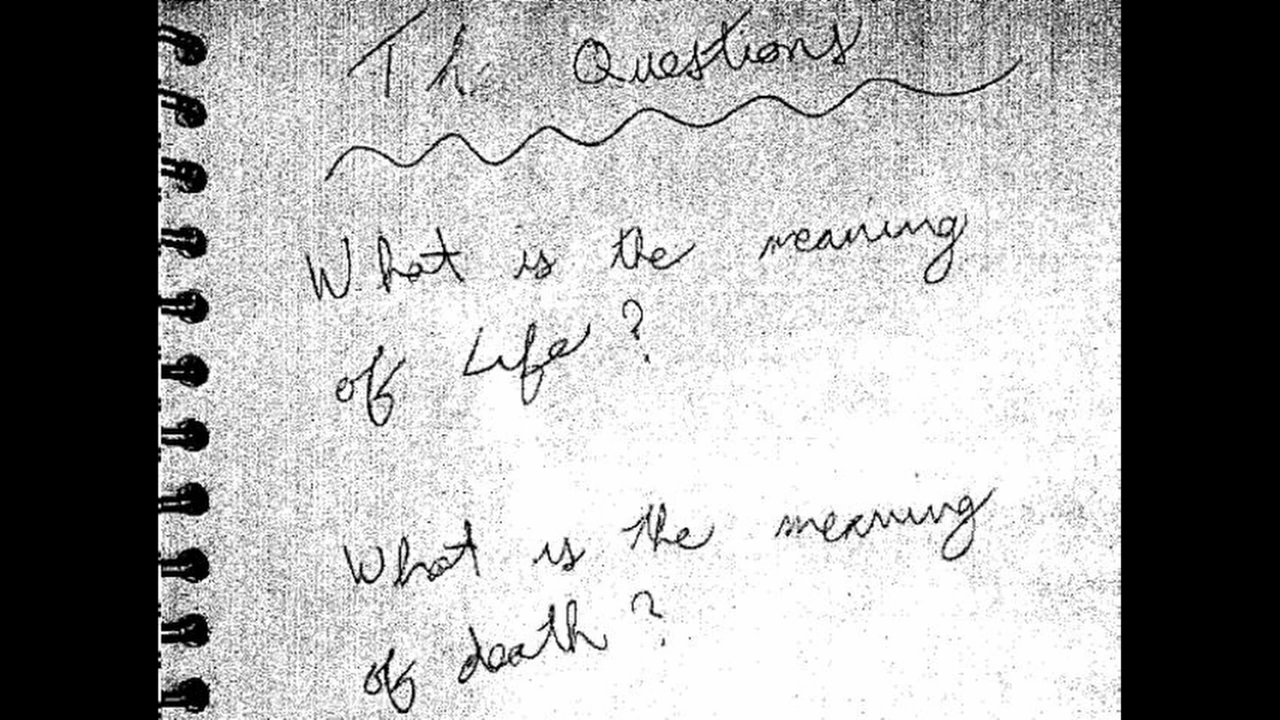 The Questions
What is the meaning
of Life ?
What is the meaning
of death ?